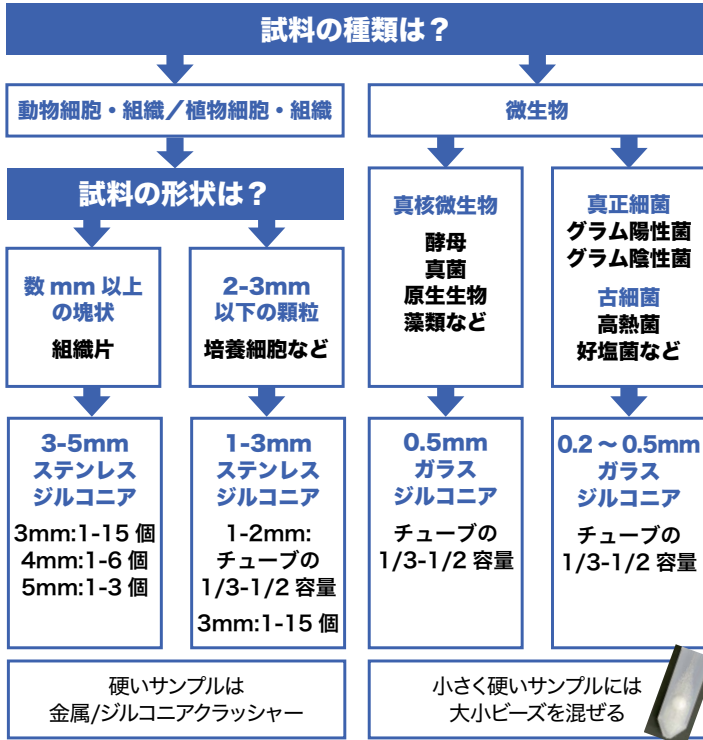 試料の種類は？
動物細胞・組織／植物細胞・組織
微生物
試料の形状は？
数 mm 以上
の塊状
組織片
2-3mm
以下の顆粒
培養細胞など
真核微生物
酵母
真菌
原生生物
藻類など
真正細菌
グラム陽性菌
グラム陰性菌
古細菌
高熱菌
好塩菌など
3-5mm
ステンレス
ジルコニア
3mm:1-15 個
4mm:1-6 個
5mm:1-3 個
1-3mm
ステンレス
ジルコニア
1-2mm:
チューブの
1/3-1/2 容量
3mm:1-15 個
0.5mm
ガラス
ジルコニア
チューブの
1/3-1/2 容量
0.2 〜 0.5mm
ガラス
ジルコニア
チューブの
1/3-1/2 容量
硬いサンプルは
金属/ジルコニアクラッシャー
小さく硬いサンプルには
大小ビーズを混ぜる